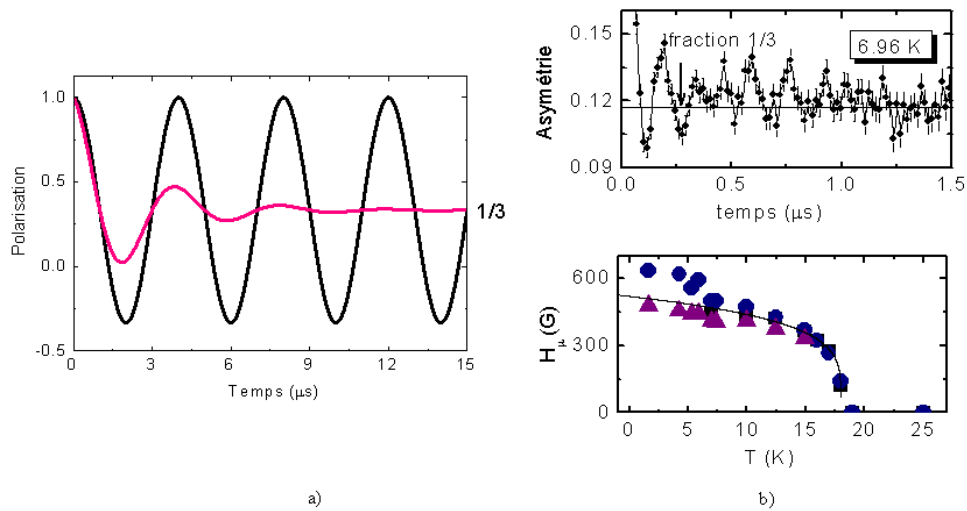 Polarisation
1.0
0.5
0.0
-0.5
0
3
6
9
12
15
Temps (µs)
1/3
a)
Asymétrie
0.15
0.12
0.09
fraction 1/3
6.96 K
0.0
0.5
1.0
1.5
temps (µs)
Hμ (G)
600
300
0
0
5
10
15
20
25
T (K)
b)